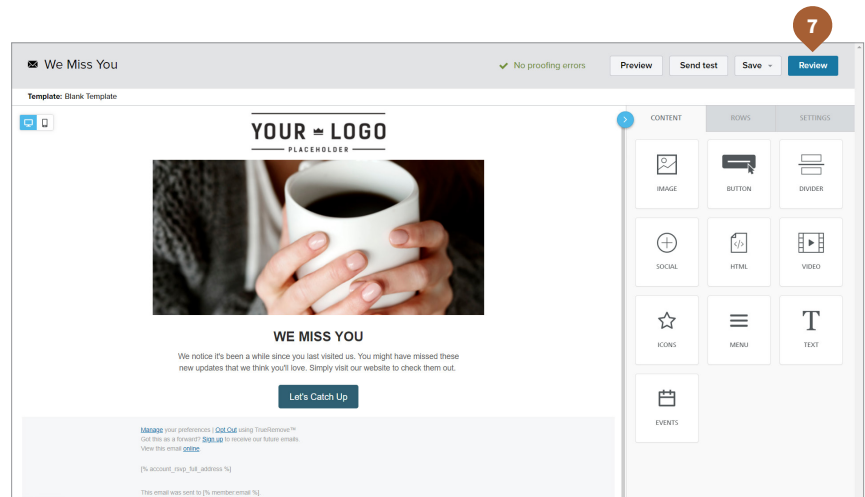 7
We Miss You
No proofing errors
Preview
Send test
Save
Review
Template: Blank Template
YOUR LOGO
PLACEHOLDER
CONTENT
ROWS
SETTINGS
IMAGE
BUTTON
DIVIDER
SOCIAL
HTML
VIDEO
ICONS
MENU
TEXT
EVENTS
WE MISS YOU
We notice it's been a while since you last visited us. You might have missed these
new updates that we think you'll love. Simply visit our website to check them out.
Let's Catch Up
Manage your preferences | Opt Out using TrueRemove™
Got this as a forward? Sign up to receive our future emails.
View this email online.
[% account_rsvp_full_address %]
This email was sent to [% member:email %].